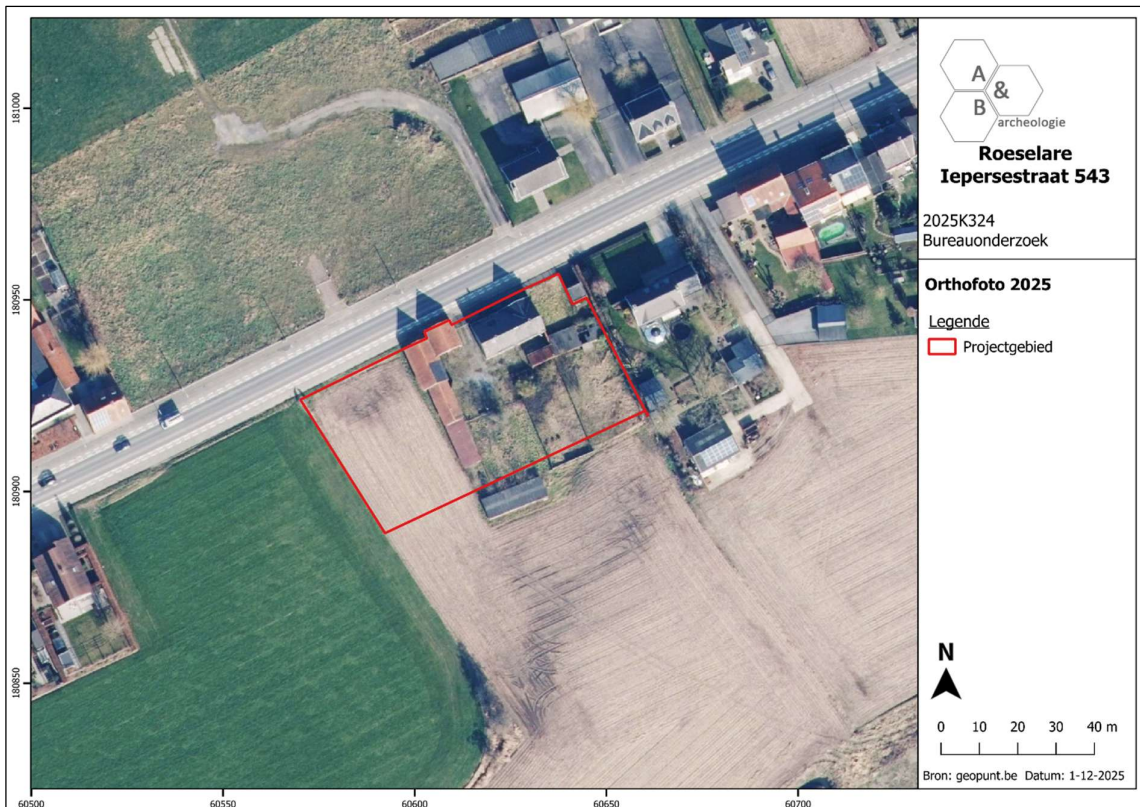 A
&
B
archeologie
Roeselare
Iepersestraat 543
2025K324
Bureauonderzoek
Orthofoto 2025
Legende
Projectgebied
N
0 10 20 30 40 m
Bron: geopunt.be Datum: 1-12-2025
181000
180950
180900
180850
60500 60550 60600 60650 60700